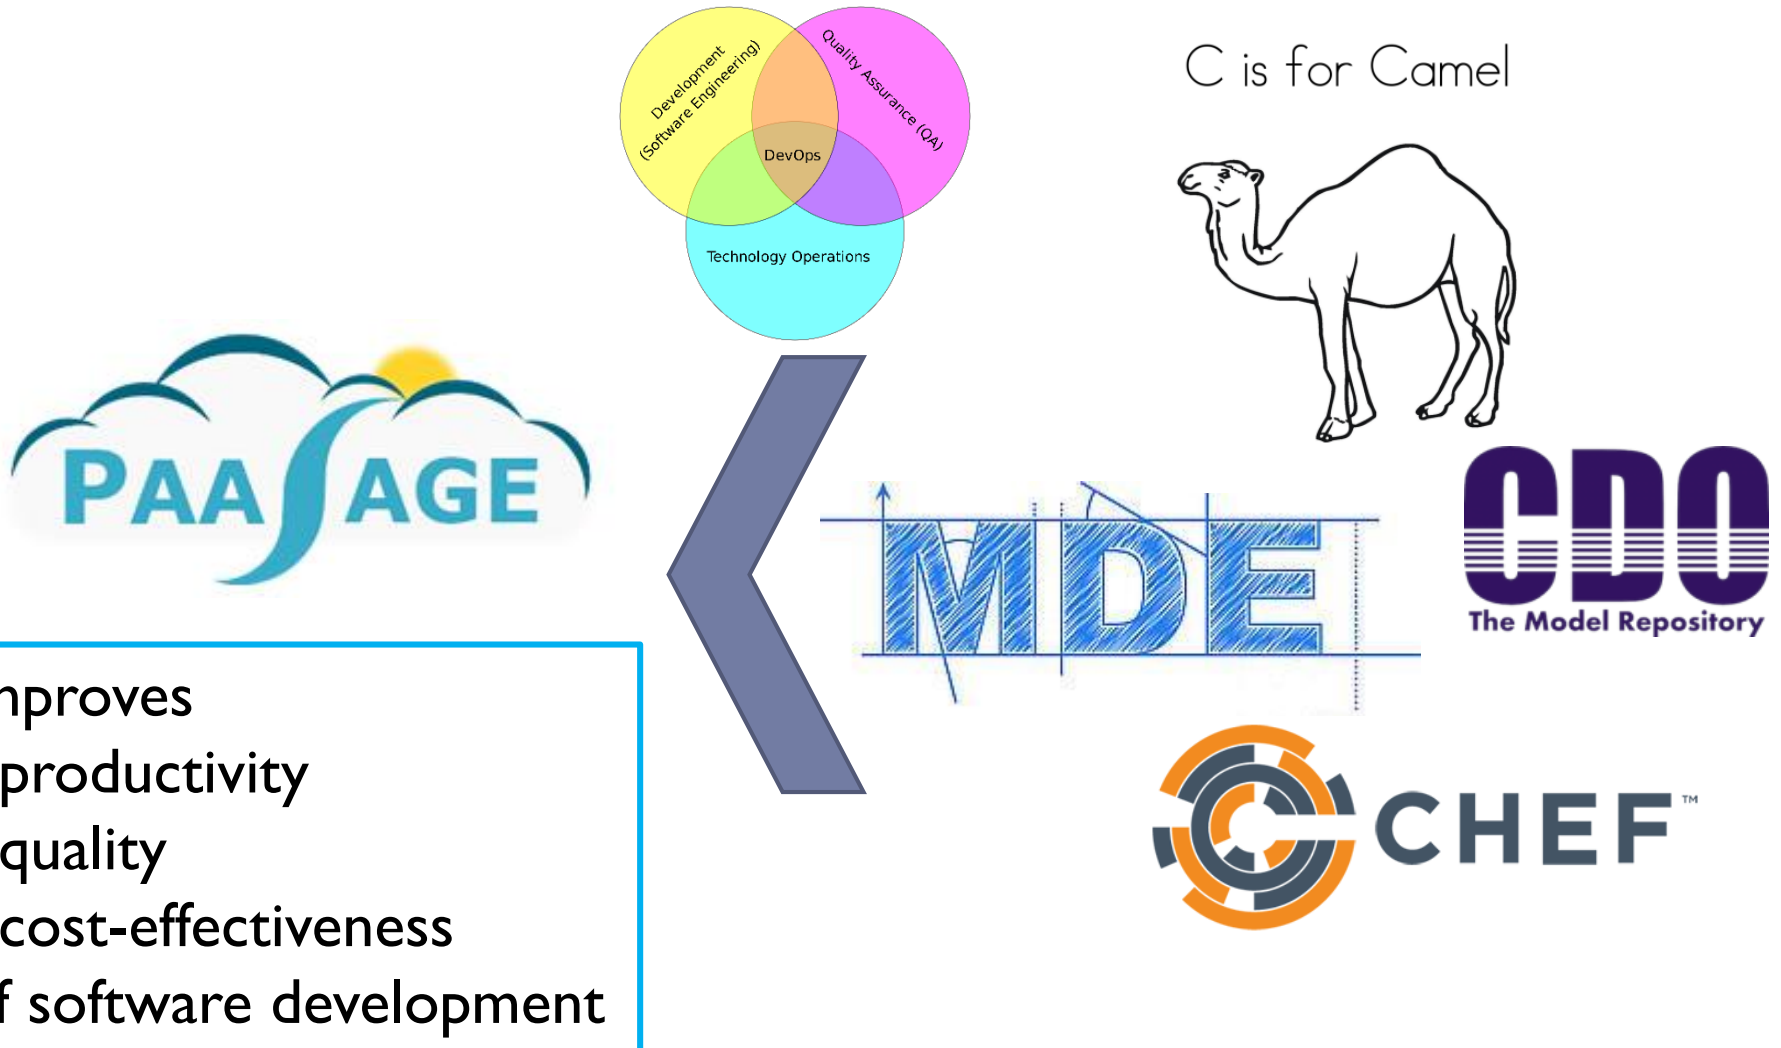 Development
(Software Engineering)
Quality Assurance (QA)
DevOps
Technology Operations
C is for Camel
PAASAGE
MDE
CDO
The Model Repository
CHEF™
mproves
productivity
quality
cost-effectiveness
f software development